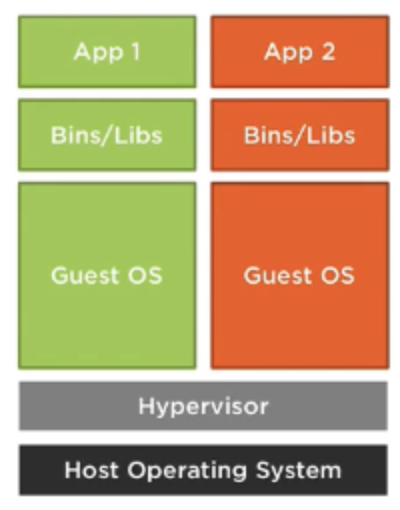 App 1
App 2
Bins/Libs
Bins/Libs
Guest OS
Guest OS
Hypervisor
Host Operating System